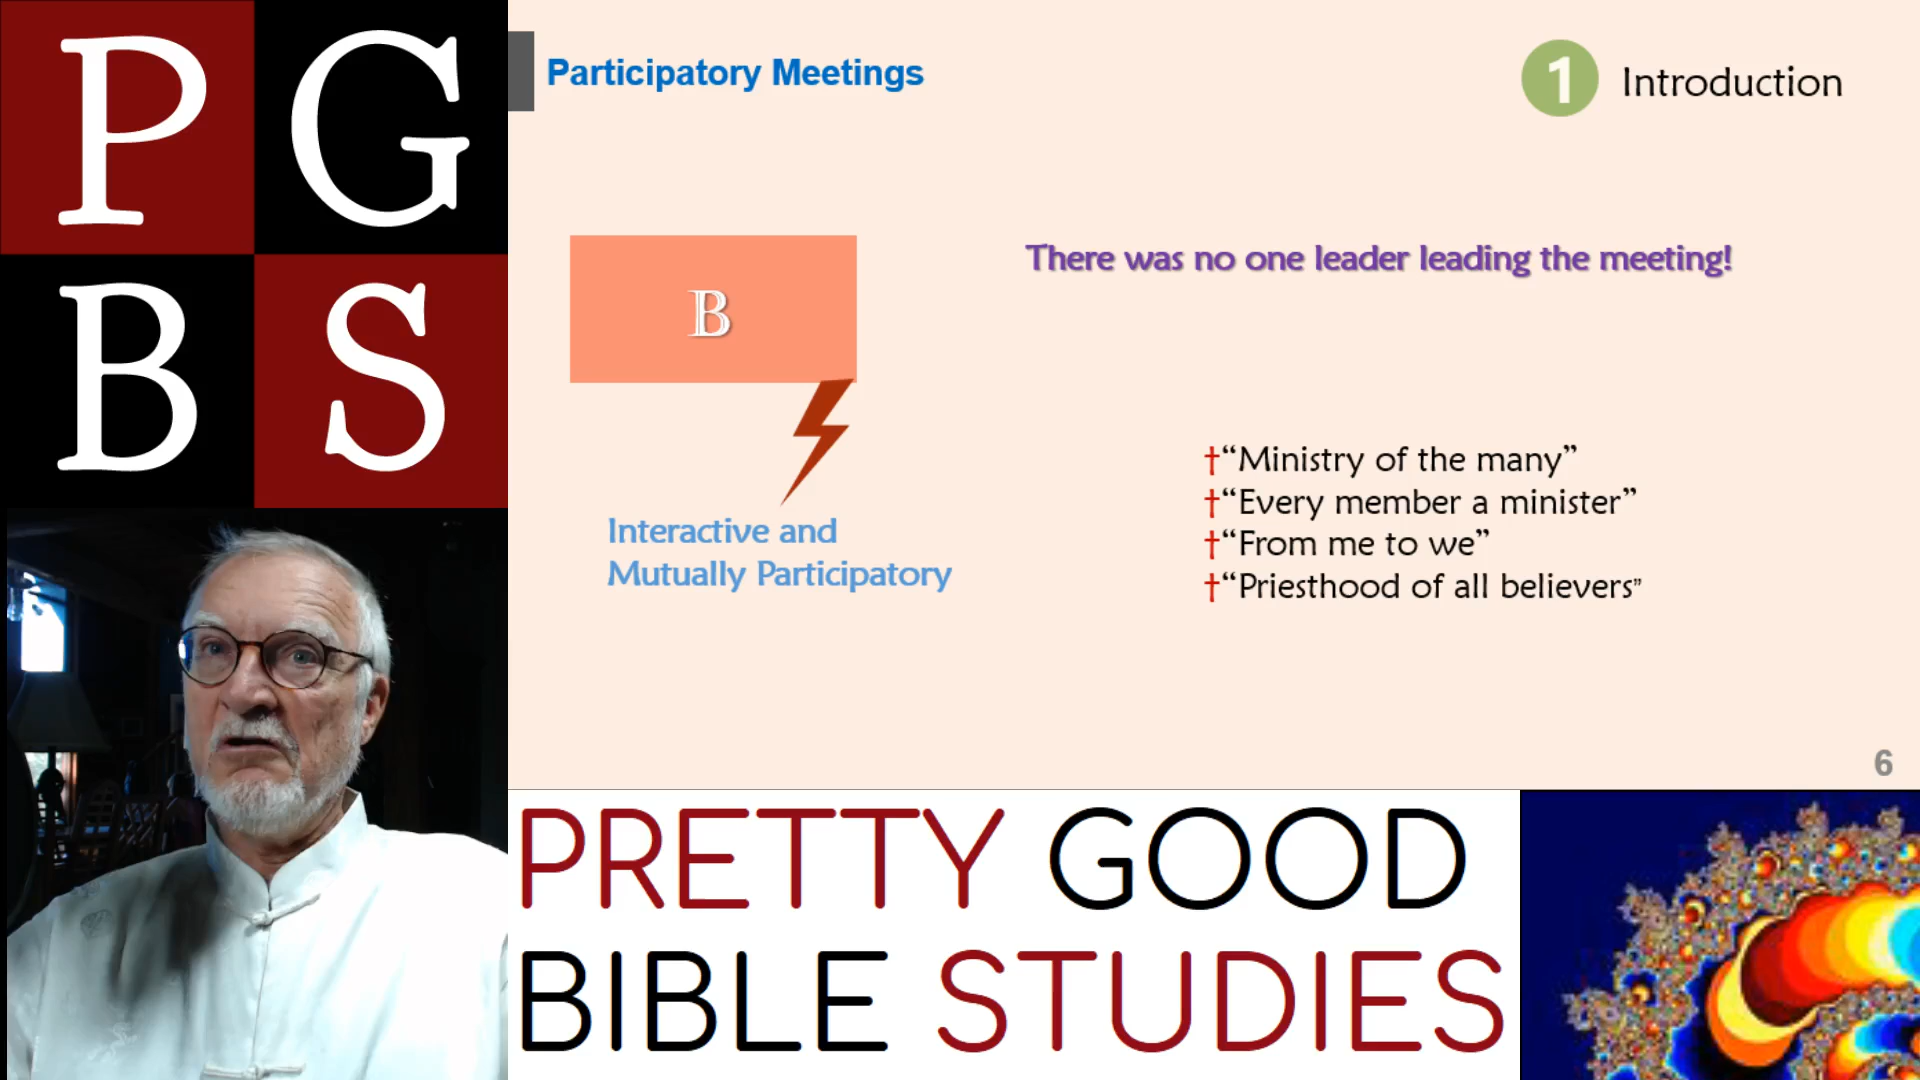 P G
B S
Participatory Meetings
1 Introduction
There was no one leader leading the meeting!
B
Interactive and
Mutually Participatory
†“Ministry of the many”
†“Every member a minister”
†“From me to we”
†“Priesthood of all believers”
6
PRETTY GOOD
BIBLE STUDIES